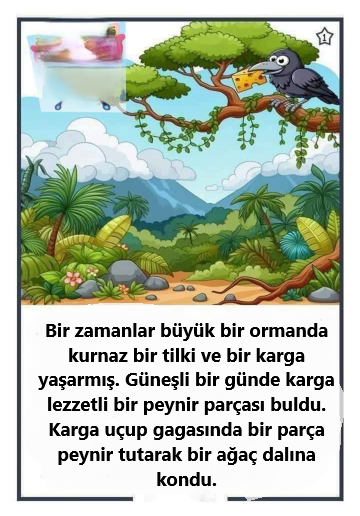 1
Bir zamanlar büyük bir ormanda
kurnaz bir tilki ve bir karga
yaşarmış. Güneşli bir günde karga
lezzetli bir peynir parçası buldu.
Karga uçup gagasında bir parça
peynir tutarak bir ağaç dalına
kondu.